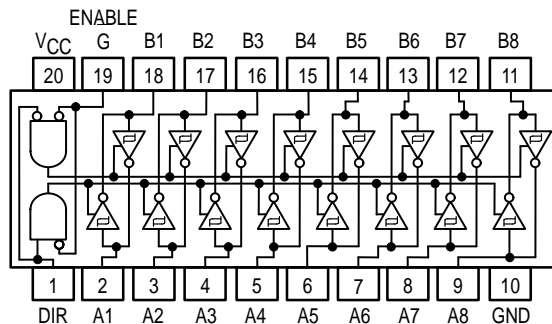 ENABLE
VCC G B1 B2 B3 B4 B5 B6 B7 B8
20 19 18 17 16 15 14 13 12 11
1 2 3 4 5 6 7 8 9 10
DIR A1 A2 A3 A4 A5 A6 A7 A8 GND